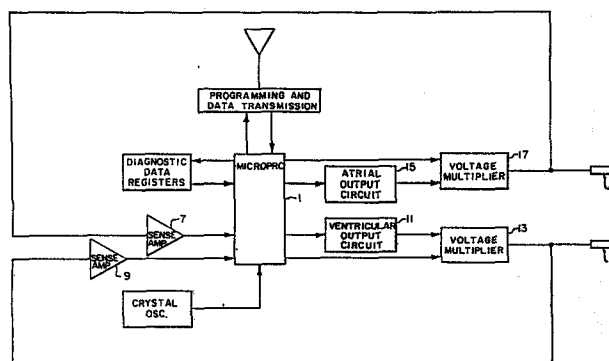 PROGRAMMING AND
DATA TRANSMISSION
DIAGNOSTIC
DATA
REGISTERS
MICROPRC
1
ATRIAL
OUTPUT
CIRCUIT
15
VOLTAGE
MULTIPLIER
17
SENSE
AMP.
7
VENTRICULAR
OUTPUT
CIRCUIT
11
VOLTAGE
MULTIPLIER
13
SENSE
AMP.
9
CRYSTAL
OSC.